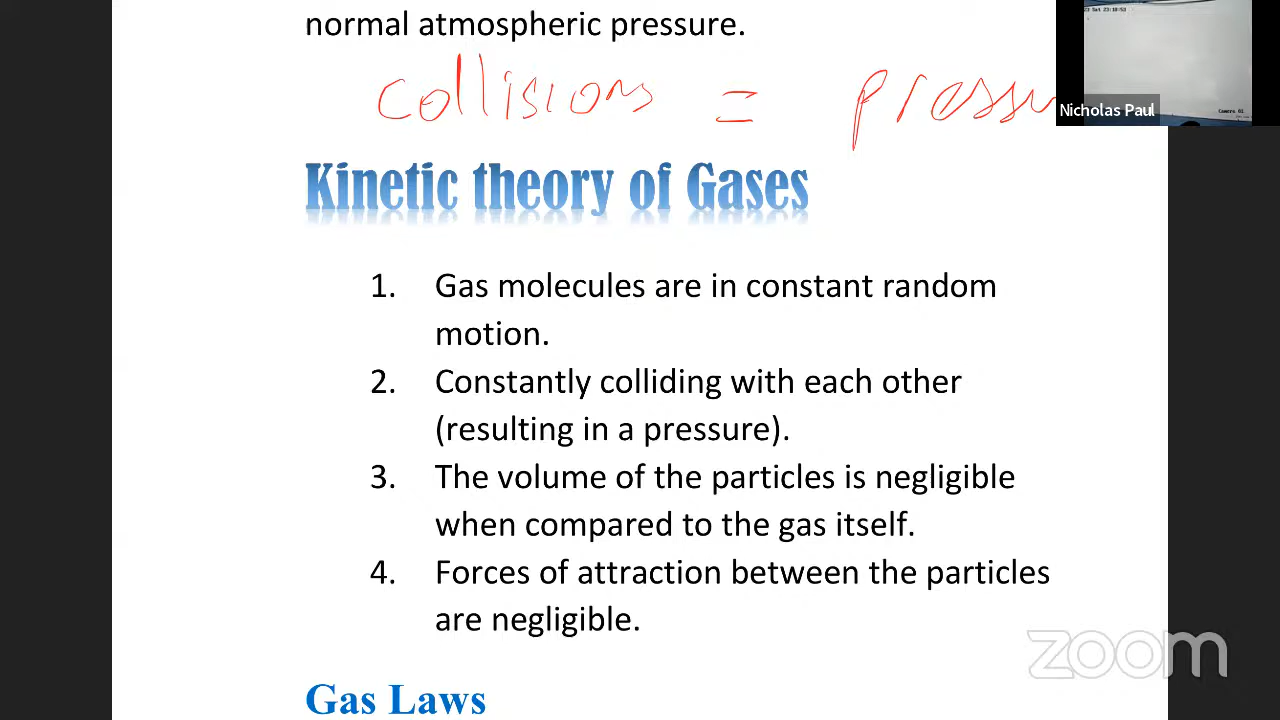 normal atmospheric pressure.
collisions = pressu
Nicholas Paul
Kinetic theory of Gases
1. Gas molecules are in constant random
motion.
2. Constantly colliding with each other
(resulting in a pressure).
3. The volume of the particles is negligible
when compared to the gas itself.
4. Forces of attraction between the particles
are negligible.
zoom
Gas Laws